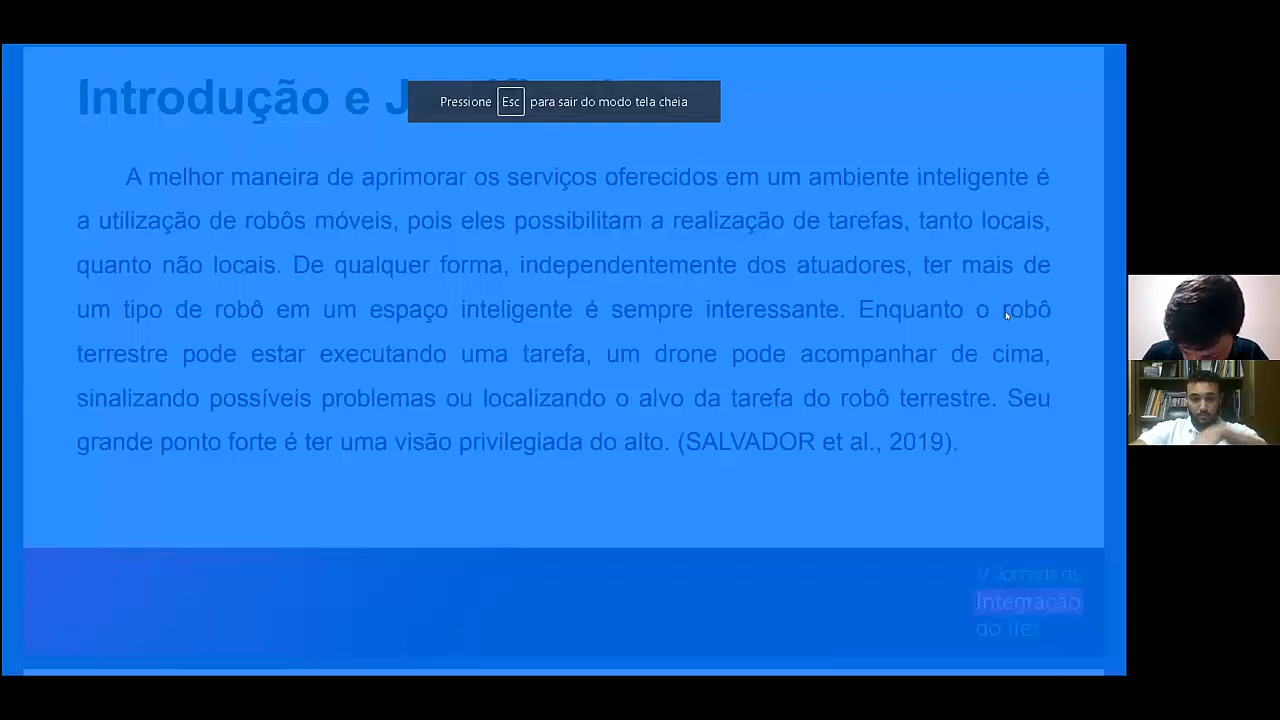 Introdução e J
Pressione Esc para sair do modo tela cheia
A melhor maneira de aprimorar os serviços oferecidos em um ambiente inteligente é
a utilização de robôs móveis, pois eles possibilitam a realização de tarefas, tanto locais,
quanto não locais. De qualquer forma, independentemente dos atuadores, ter mais de
um tipo de robô em um espaço inteligente é sempre interessante. Enquanto o robô
terrestre pode estar executando uma tarefa, um drone pode acompanhar de cima,
sinalizando possíveis problemas ou localizando o alvo da tarefa do robô terrestre. Seu
grande ponto forte é ter uma visão privilegiada do alto. (SALVADOR et al., 2019).
V Jornada de
Integração
do Ifes